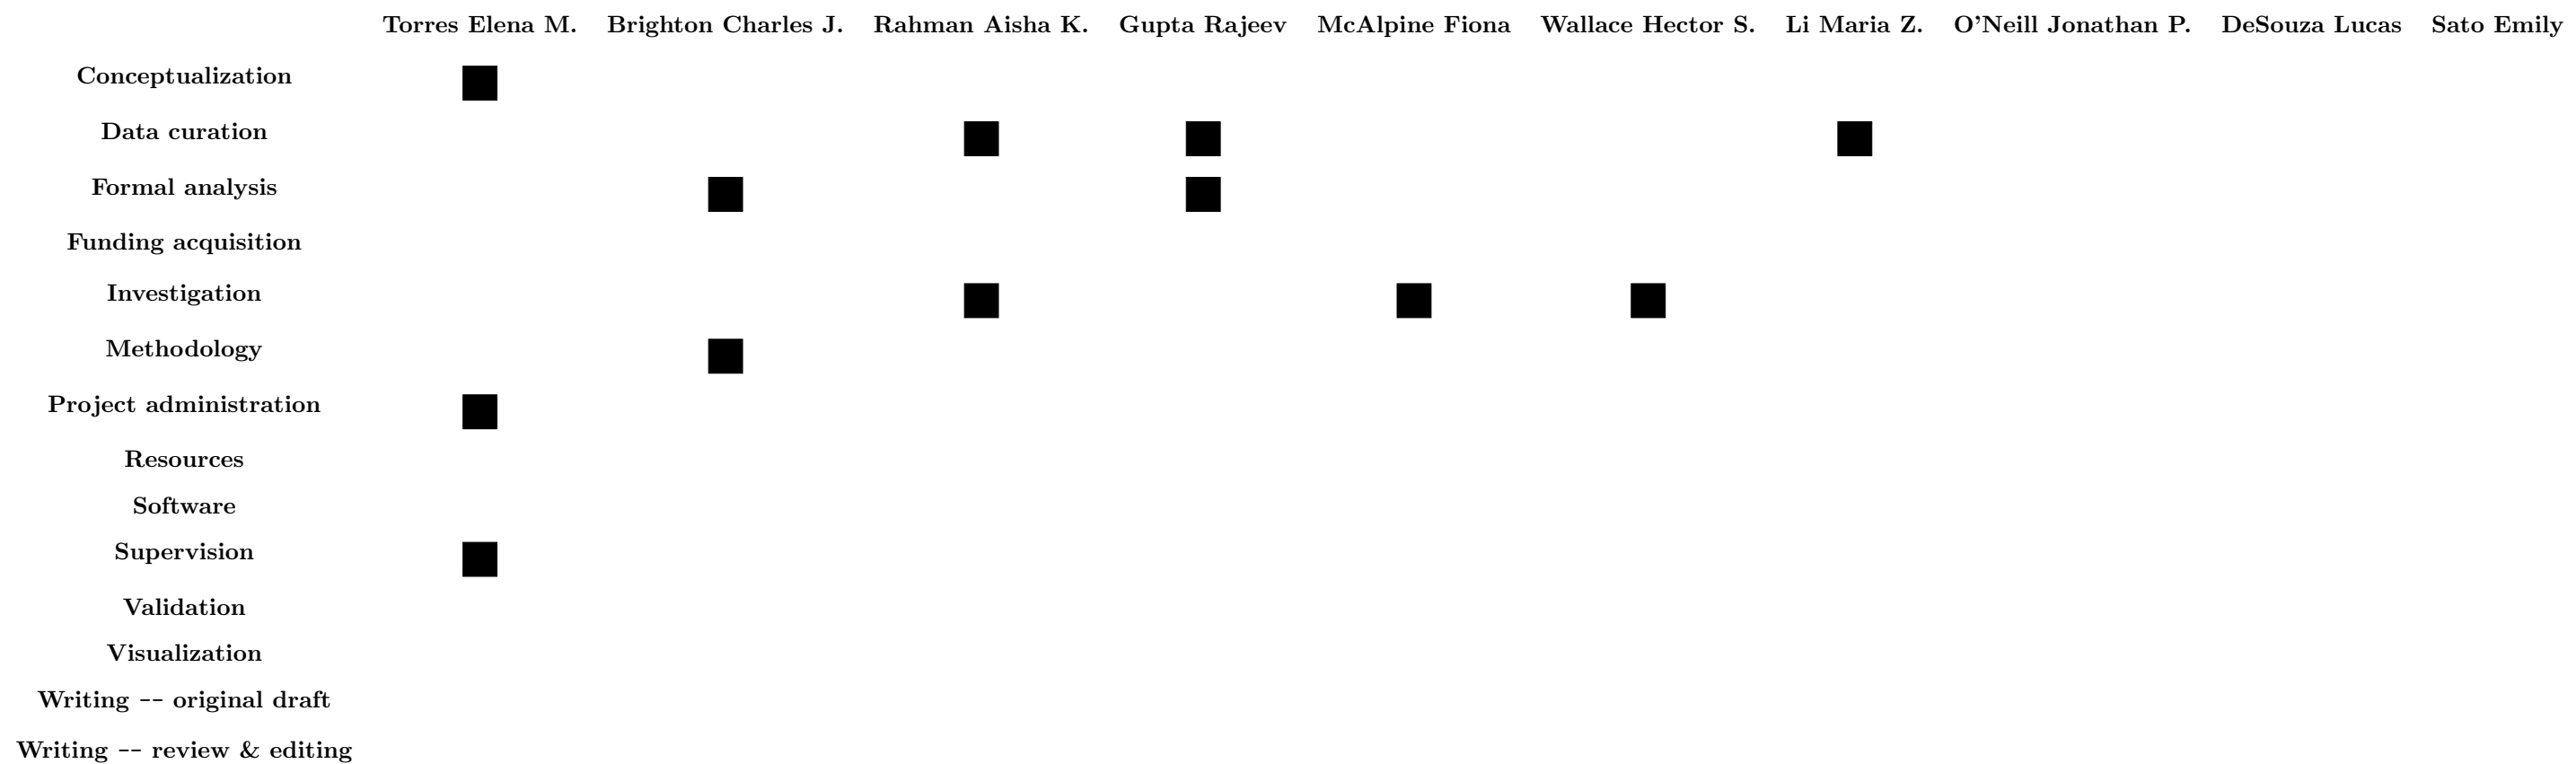 Torres Elena M. Brighton Charles J. Rahman Aisha K. Gupta Rajeev McAlpine Fiona Wallace Hector S. Li Maria Z. O’Neill Jonathan P. DeSouza Lucas Sato Emily
Conceptualization
Data curation
Formal analysis
Funding acquisition
Investigation
Methodology
Project administration
Resources
Software
Supervision
Validation
Visualization
Writing -- original draft
Writing -- review & editing